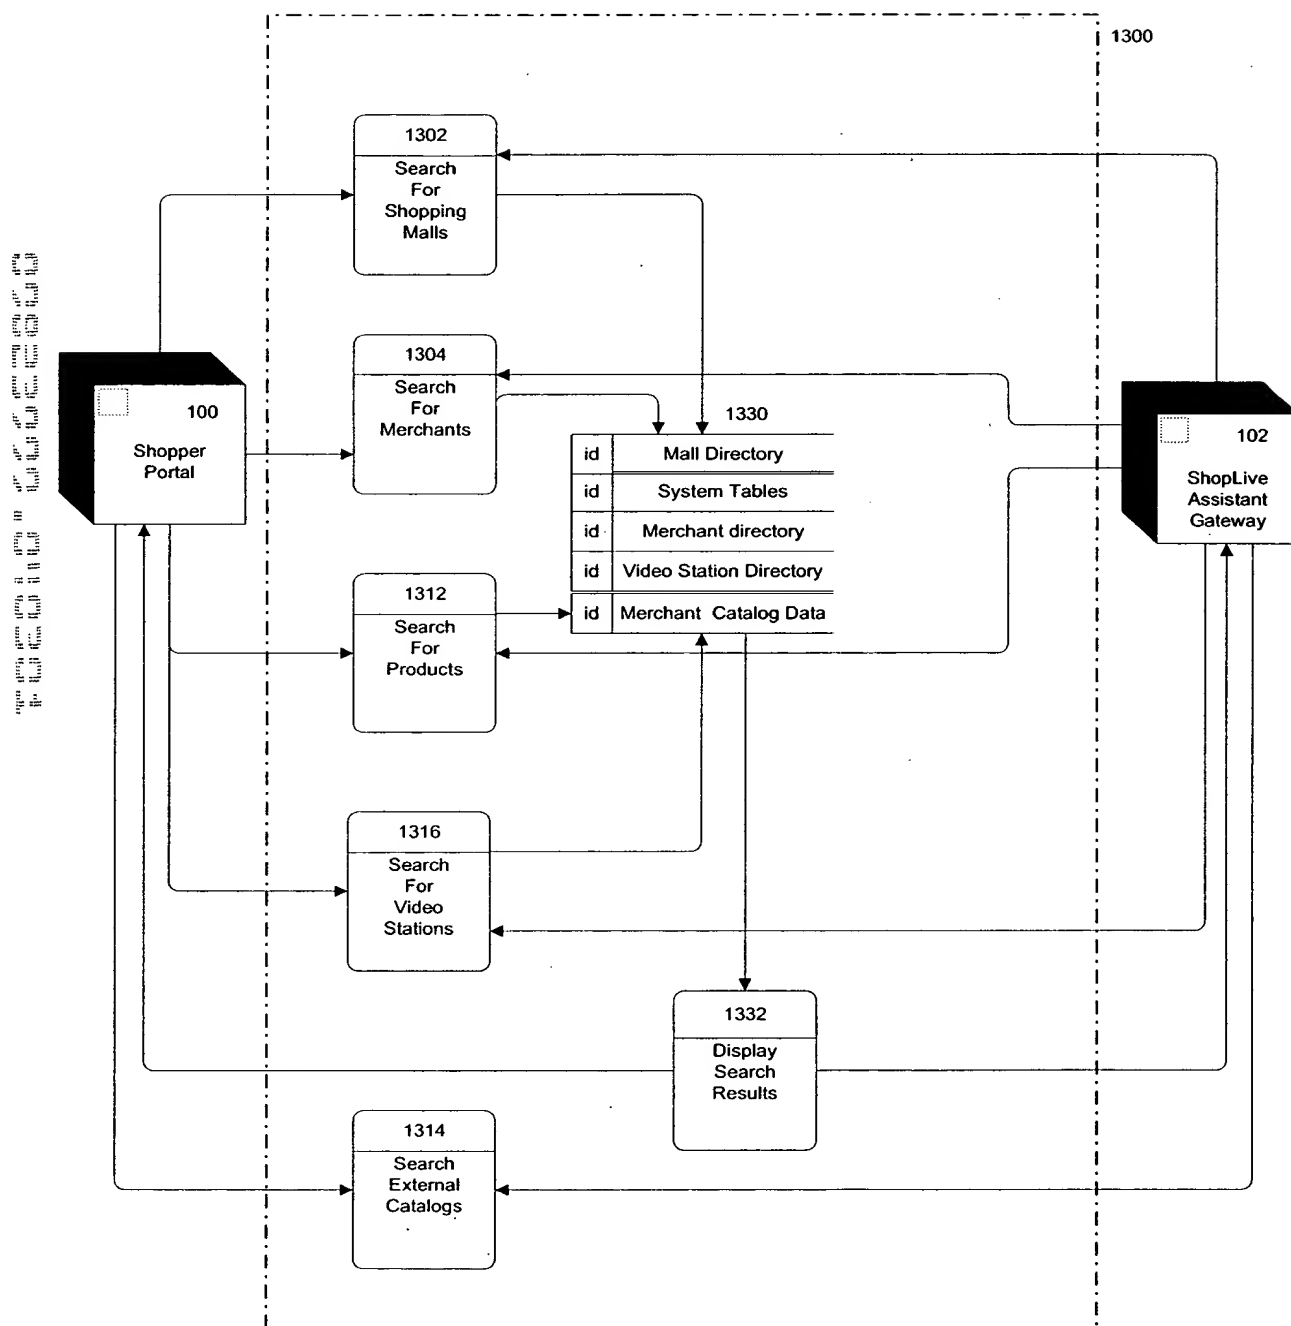 1300
1302
Search
For
Shopping
Malls
1304
Search
For
Merchants
100
Shopper
Portal
1330
id Mall Directory
id System Tables
id Merchant directory
id Video Station Directory
id Merchant Catalog Data
102
ShopLive
Assistant
Gateway
1312
Search
For
Products
1316
Search
For
Video
Stations
1332
Display
Search
Results
1314
Search
External
Catalogs